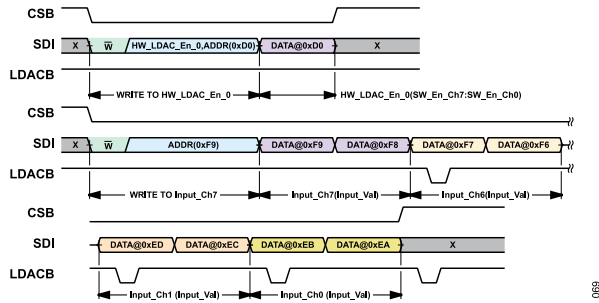 CSB
SDI X W̅ HW_LDAC_En_0,ADDR(0xD0) DATA@0xD0 X
LDACB
WRITE TO HW_LDAC_En_0 HW_LDAC_En_0(SW_En_Ch7:SW_En_Ch0)
CSB
SDI X W̅ ADDR(0xF9) DATA@0xF9 DATA@0xF8 DATA@0xF7 DATA@0xF6
LDACB
WRITE TO Input_Ch7 Input_Ch7(Input_Val) Input_Ch6(Input_Val)
CSB
SDI DATA@0xED DATA@0xEC DATA@0xEB DATA@0xEA X
LDACB
Input_Ch1 (Input_Val) Input_Ch0 (Input_Val)
069